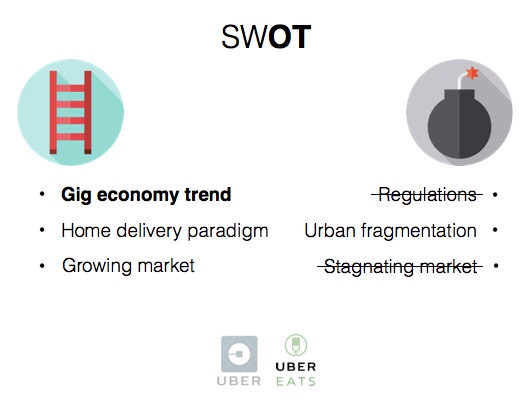 SWOT
Gig economy trend
Home delivery paradigm
Growing market
Regulations
Urban fragmentation
Stagnating market
UBER
UBER
EATS